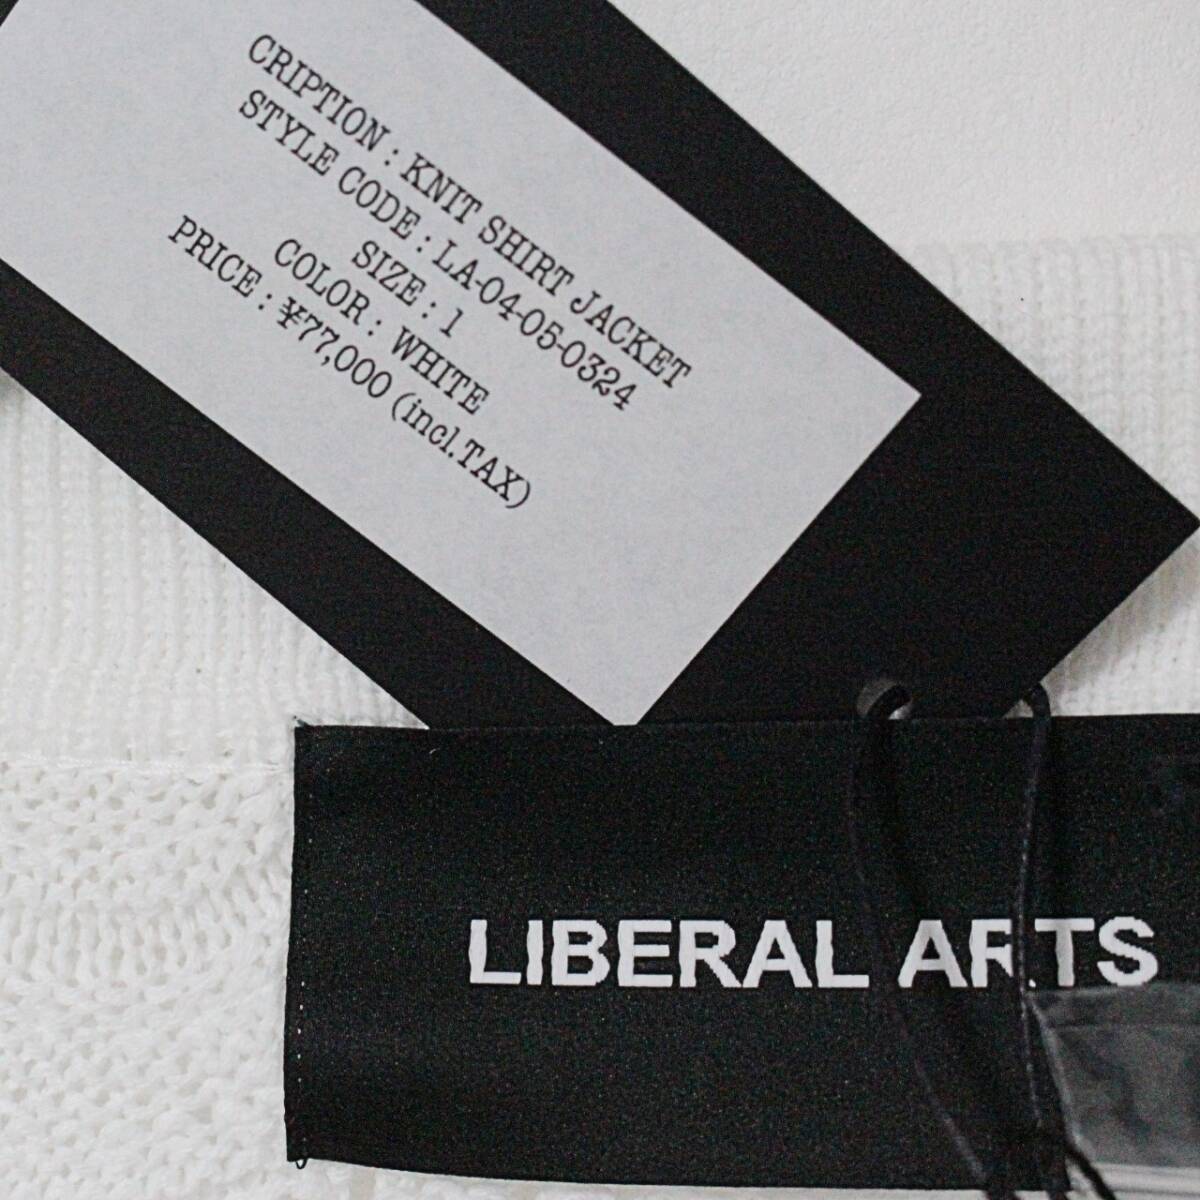 CRIPTION : KNIT SHIRT JACKET
STYLE CODE : LA-04-05-0324
SIZE : 1
COLOR : WHITE
PRICE : ¥77,000 (incl.TAX)
LIBERAL ARTS